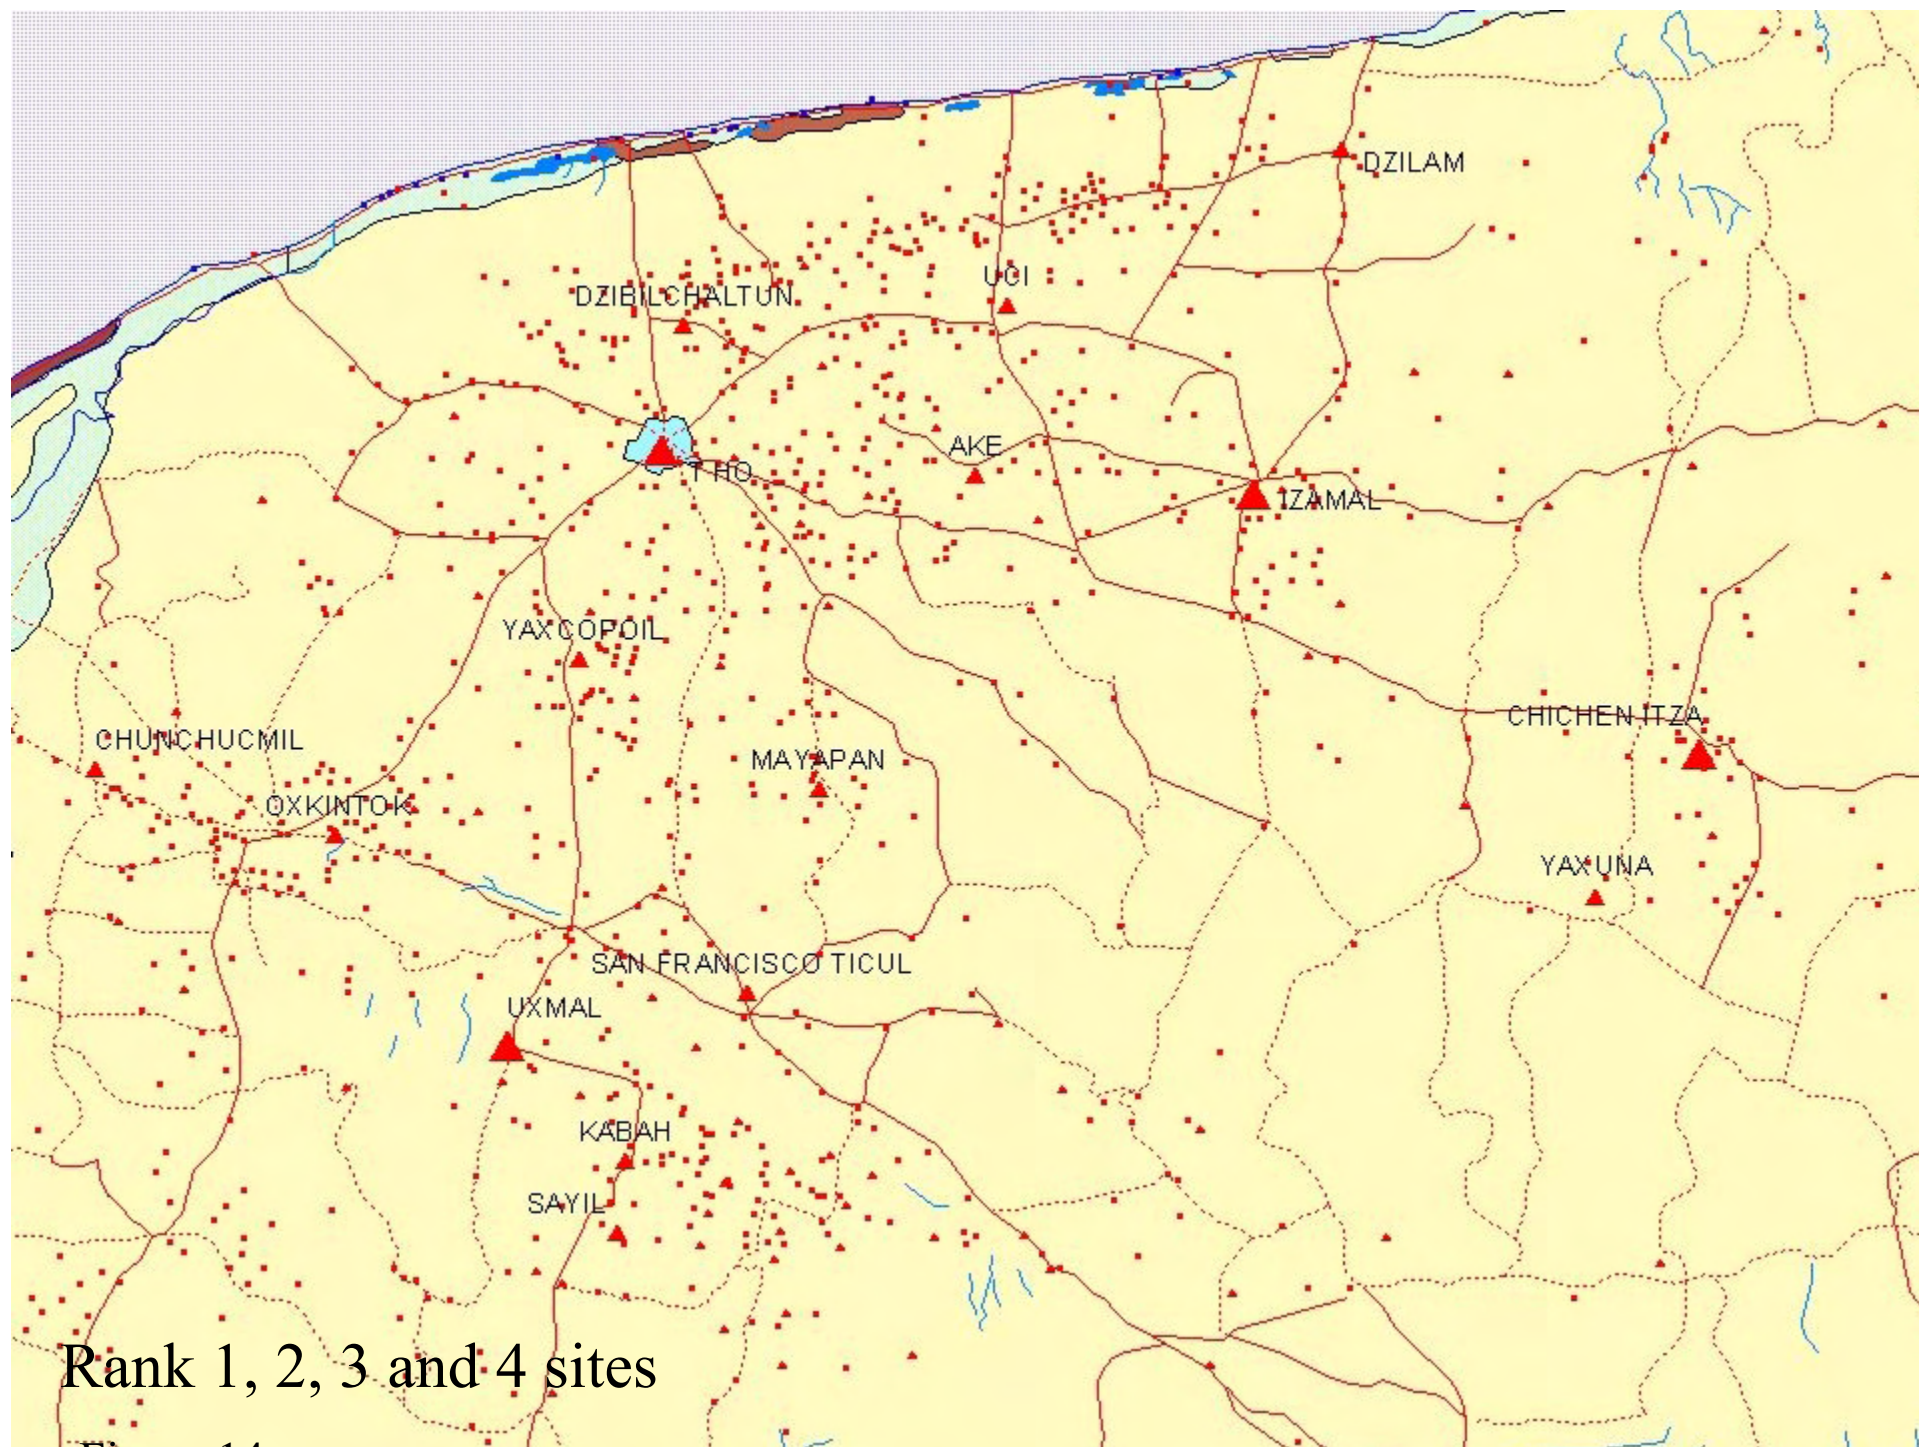 DZILAM
UCI
DZIBILCHALTUN
AKE
T HO
IZAMAL
YAXCOPOIL
CHICHEN ITZA
CHUNCHUCMIL
MAYAPAN
OXKINTOK
YAXUNA
SAN FRANCISCO TICUL
UXMAL
KABAH
SAYIL
Rank 1, 2, 3 and 4 sites